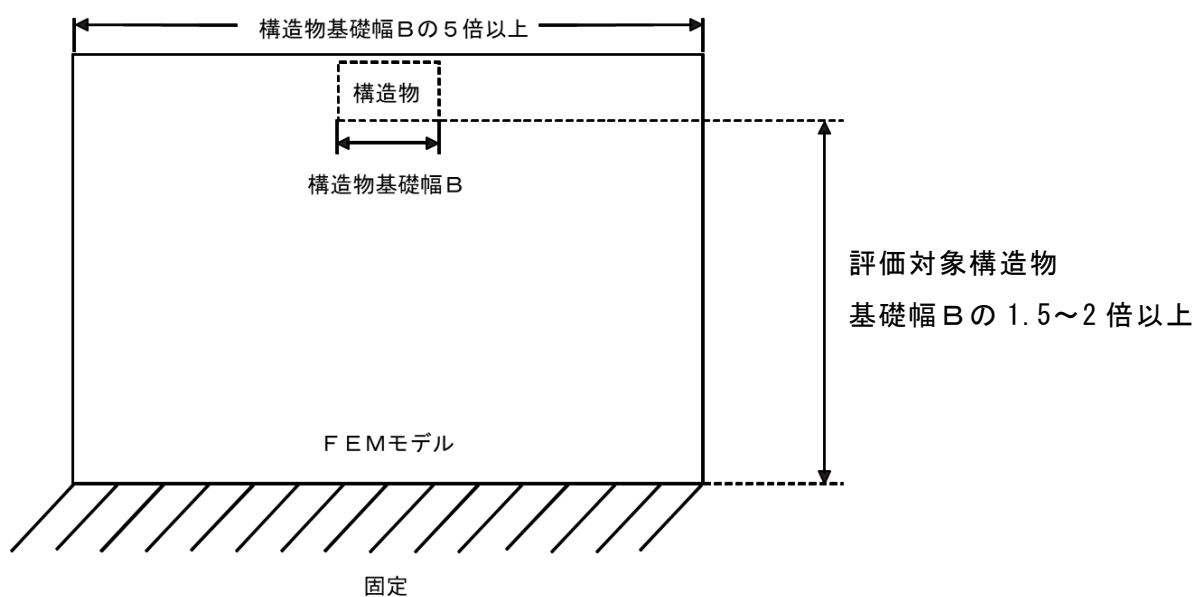 構造物基礎幅Bの5倍以上
構造物
構造物基礎幅B
評価対象構造物
基礎幅Bの1.5～2倍以上
FEMモデル
固定